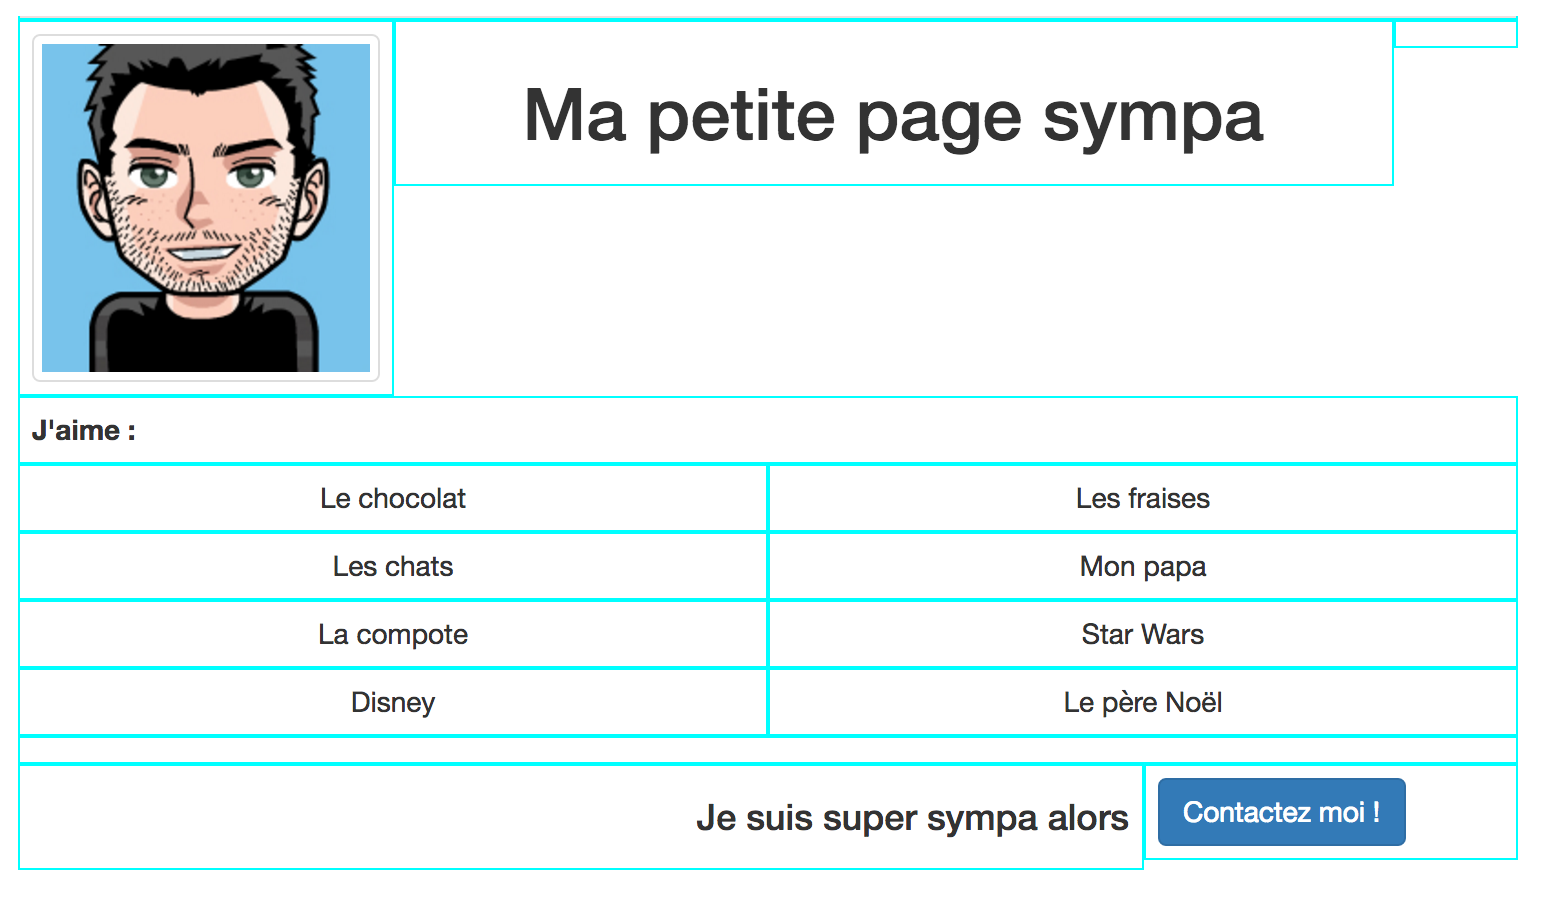 Ma petite page sympa
J'aime :
Le chocolat
Les fraises
Les chats
Mon papa
La compote
Star Wars
Disney
Le père Noël
Je suis super sympa alors
Contactez moi !